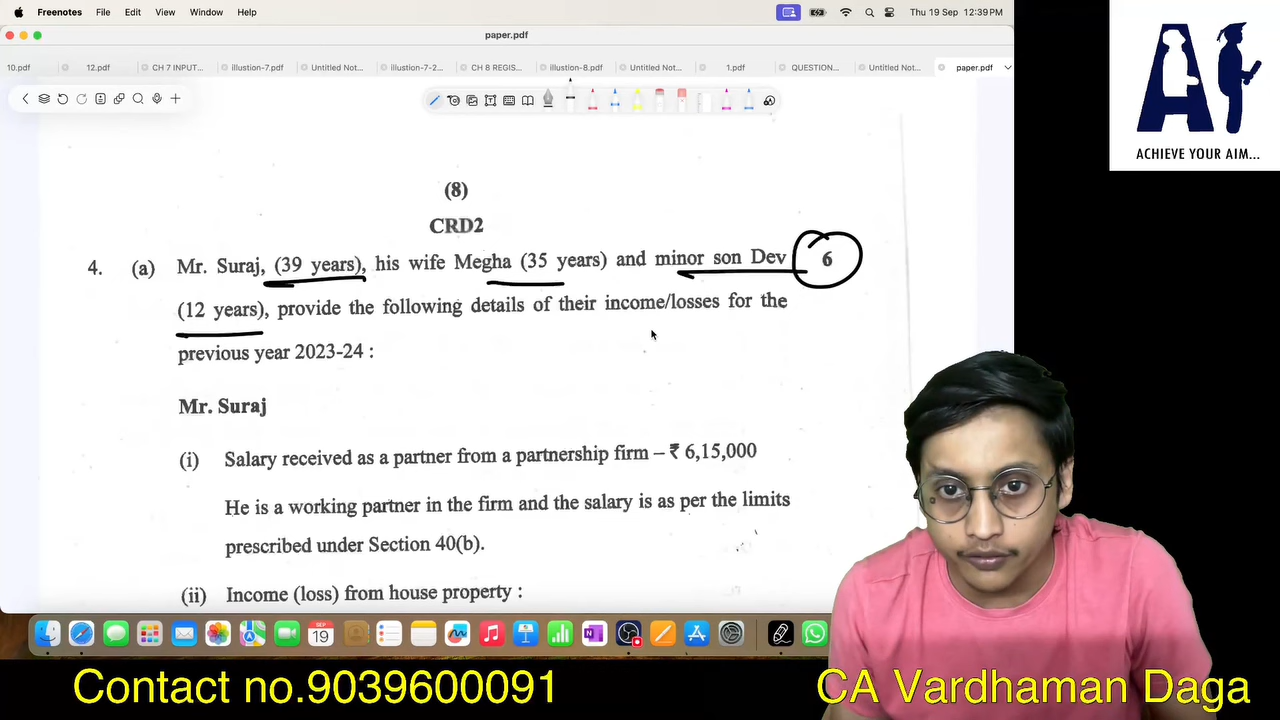 Freenotes File Edit View Window Help Thu 19 Sep 12:39 PM
paper.pdf
10.pdf 12.pdf CH 7 INPUT... illustion-7.pdf Untitled Not... illustion-7-2... CH 8 REGIS... illustion-8.pdf Untitled Not... 1.pdf QUESTION... Untitled Not... paper.pdf
ACHIEVE YOUR AIM...
(8)
CRD2
4. (a) Mr. Suraj, (39 years), his wife Megha (35 years) and minor son Dev 6
(12 years), provide the following details of their income/losses for the
previous year 2023-24 :
Mr. Suraj
(i) Salary received as a partner from a partnership firm – ₹ 6,15,000
He is a working partner in the firm and the salary is as per the limits
prescribed under Section 40(b).
(ii) Income (loss) from house property :
SEP
19
Contact no.9039600091 CA Vardhaman Daga